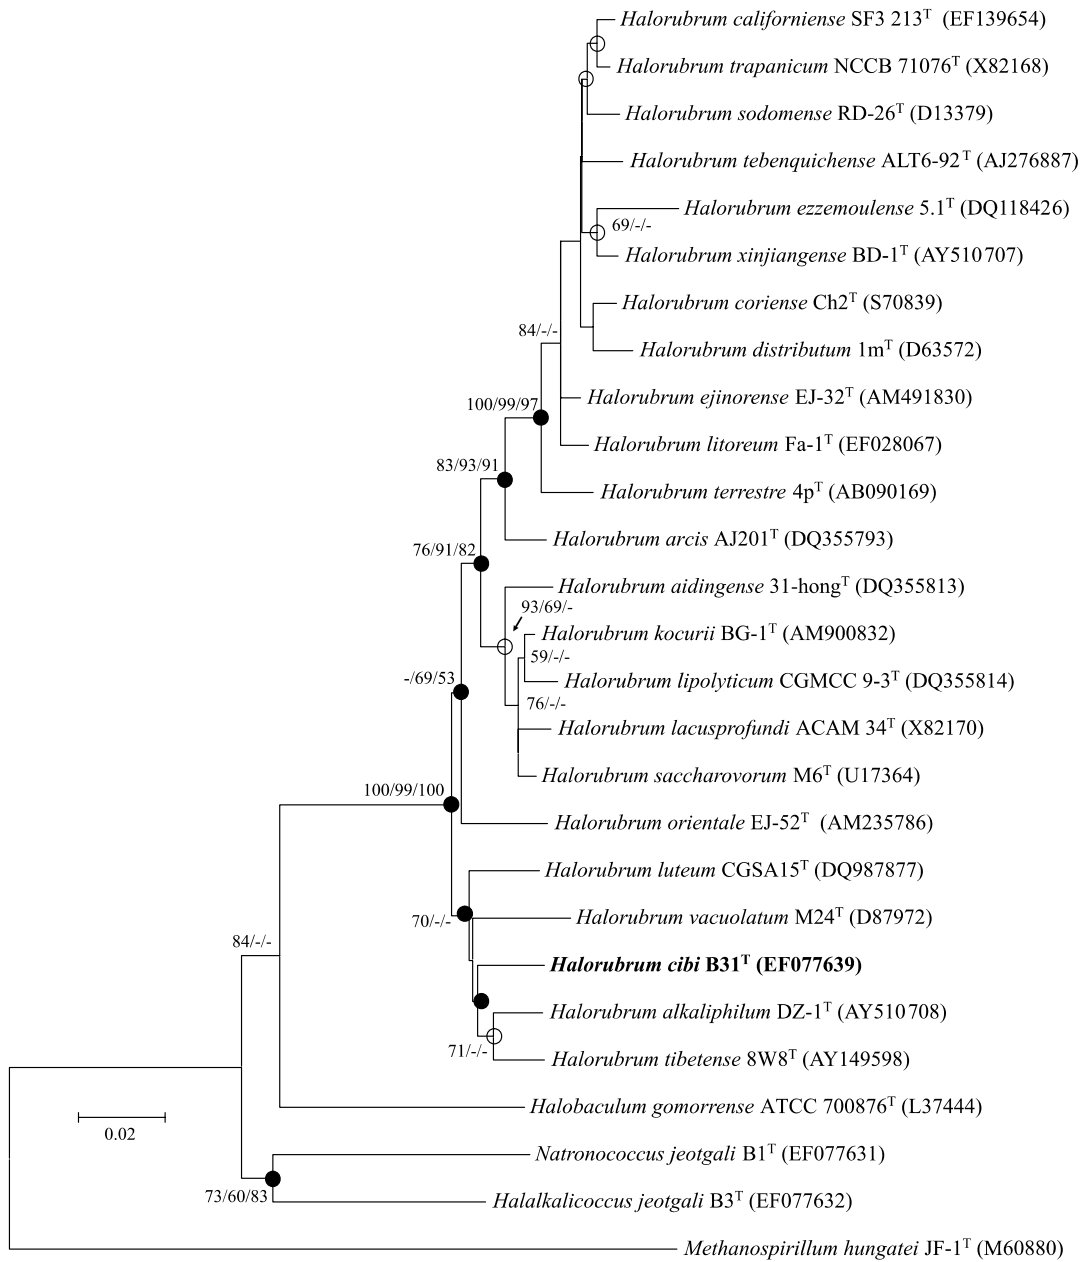 Halorubrum californiense SF3 213T (EF139654)
Halorubrum trapanicum NCCB 71076T (X82168)
Halorubrum sodomense RD-26T (D13379)
Halorubrum tebenquichense ALT6-92T (AJ276887)
Halorubrum ezzemoulense 5.1T (DQ118426)
69/-/-
Halorubrum xinjiangense BD-1T (AY510707)
Halorubrum coriense Ch2T (S70839)
84/-/-
Halorubrum distributum 1mT (D63572)
Halorubrum ejinorense EJ-32T (AM491830)
100/99/97
Halorubrum litoreum Fa-1T (EF028067)
83/93/91
Halorubrum terrestre 4pT (AB090169)
Halorubrum arcis AJ201T (DQ355793)
76/91/82
Halorubrum aidingense 31-hongT (DQ355813)
93/69/-
Halorubrum kocurii BG-1T (AM900832)
59/-/-
-/69/53
Halorubrum lipolyticum CGMCC 9-3T (DQ355814)
76/-/-
Halorubrum lacusprofundi ACAM 34T (X82170)
Halorubrum saccharovorum M6T (U17364)
100/99/100
Halorubrum orientale EJ-52T (AM235786)
Halorubrum luteum CGSA15T (DQ987877)
70/-/-
Halorubrum vacuolatum M24T (D87972)
84/-/-
Halorubrum cibi B31T (EF077639)
Halorubrum alkaliphilum DZ-1T (AY510708)
71/-/-
Halorubrum tibetense 8W8T (AY149598)
Halobaculum gomorrense ATCC 700876T (L37444)
0.02
Natronococcus jeotgali B1T (EF077631)
73/60/83
Halalkalicoccus jeotgali B3T (EF077632)
Methanospirillum hungatei JF-1T (M60880)